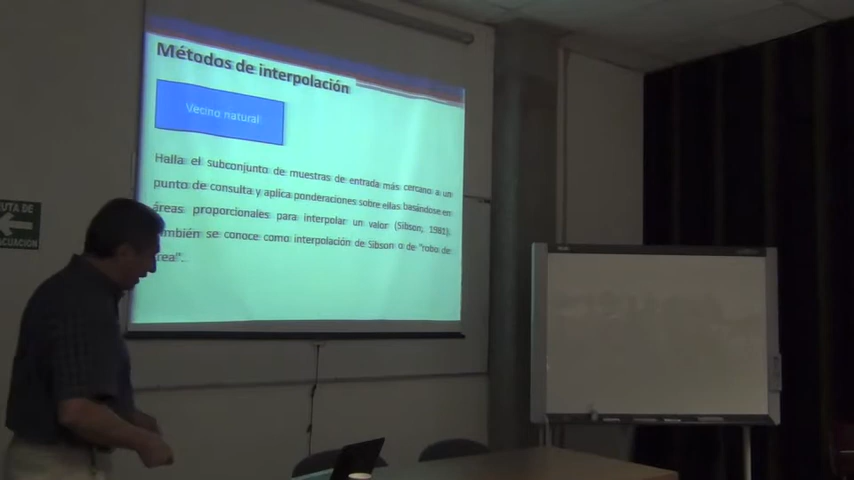 Métodos de interpolación
Vecino natural
Halla el subconjunto de muestras de entrada más cercano a un
punto de consulta y aplica ponderaciones sobre ellas basándose en
áreas proporcionales para interpolar un valor (Sibson, 1981).
también se conoce como interpolación de Sibson o de "robo de
área".
UTA DE
ACUACIÓN